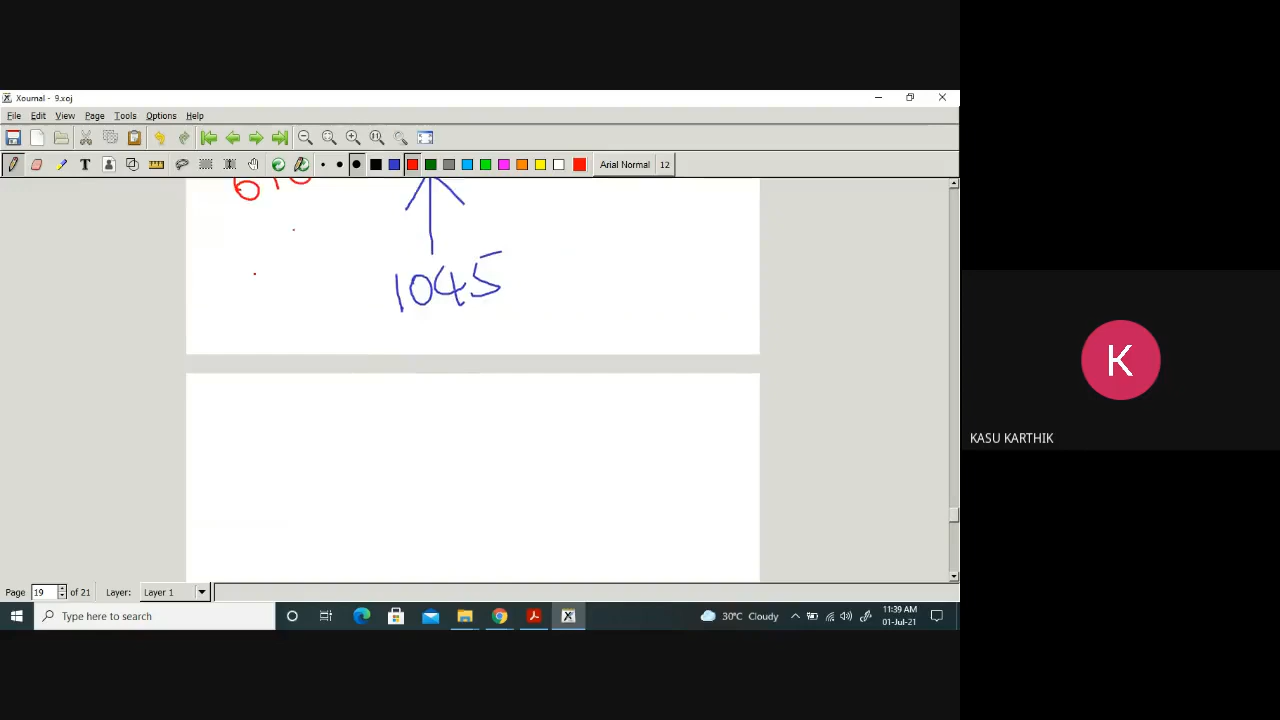 Xournal - 9.xoj
File Edit View Page Tools Options Help
Arial Normal 12
1045
K
KASU KARTHIK
Page 19 of 21 Layer: Layer 1
Type here to search
30°C Cloudy
11:39 AM
01-Jul-21